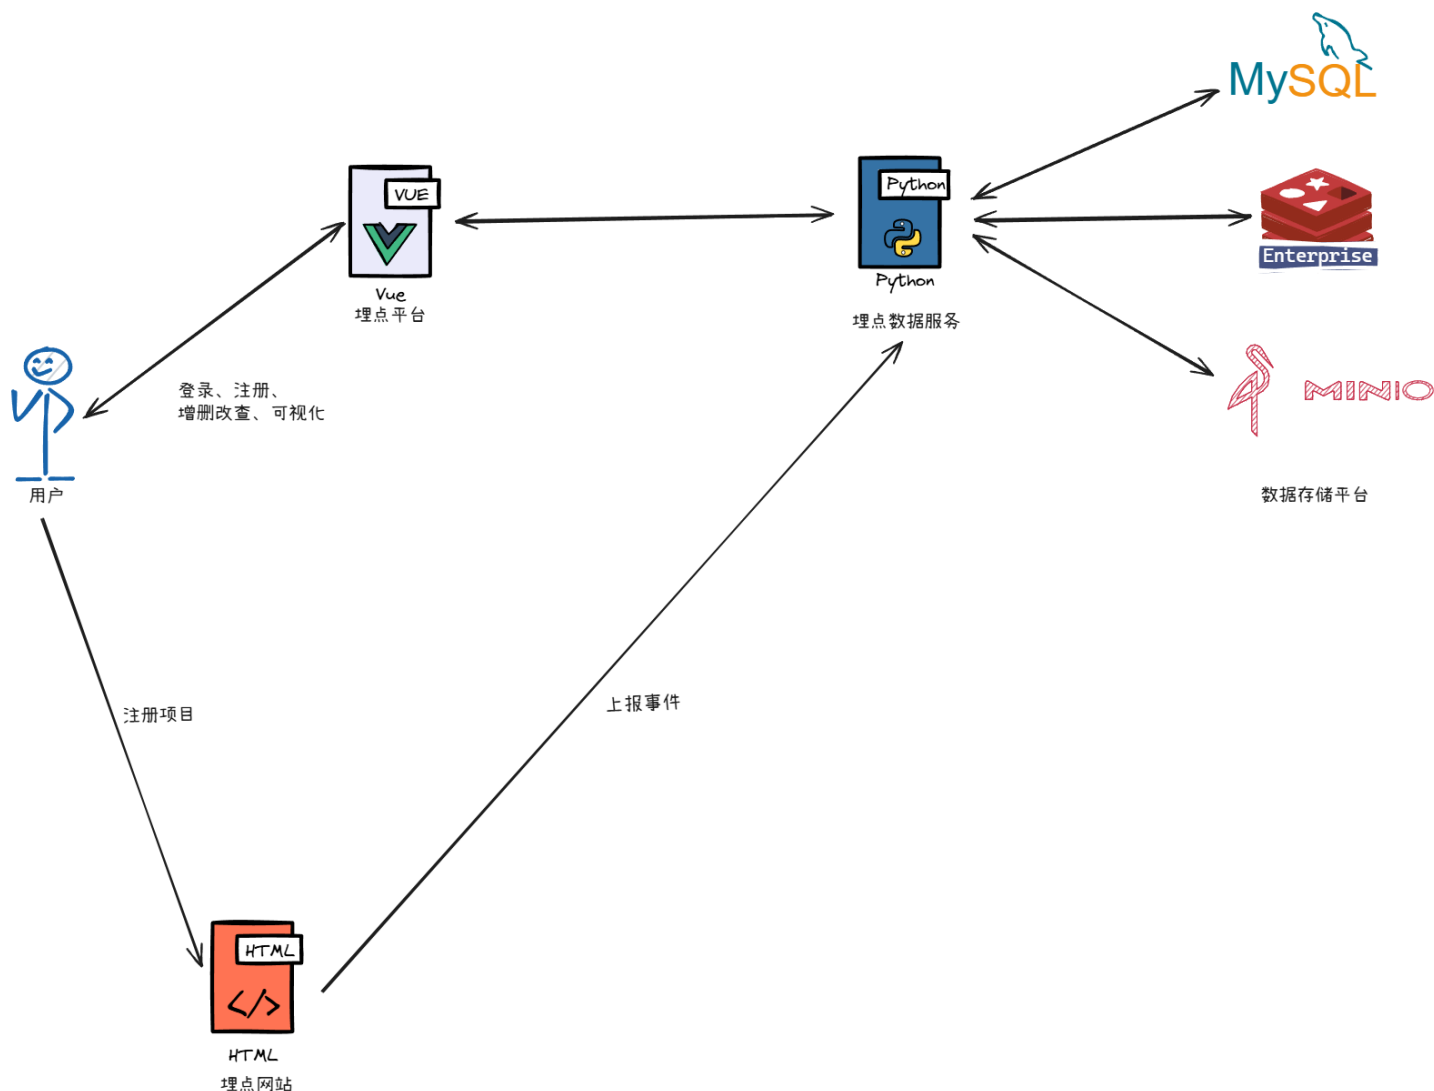 MySQL
VUE
Python
Enterprise
Vue
埋点平台
Python
埋点数据服务
登录、注册、
增删改查、可视化
MINIO
用户
数据存储平台
注册项目
上报事件
HTML
</>
HTML
埋点网站